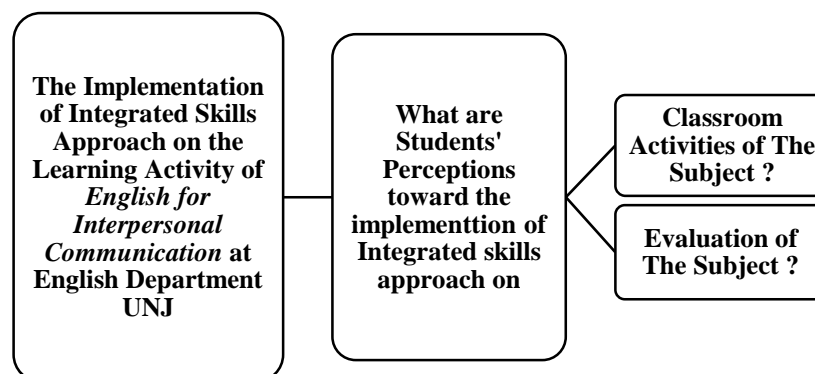 The Implementation
of Integrated Skills
Approach on the
Learning Activity of
English for
Interpersonal
Communication at
English Department
UNJ
What are
Students'
Perceptions
toward the
implementtion of
Integrated skills
approach on
Classroom
Activities of The
Subject ?
Evaluation of
The Subject ?